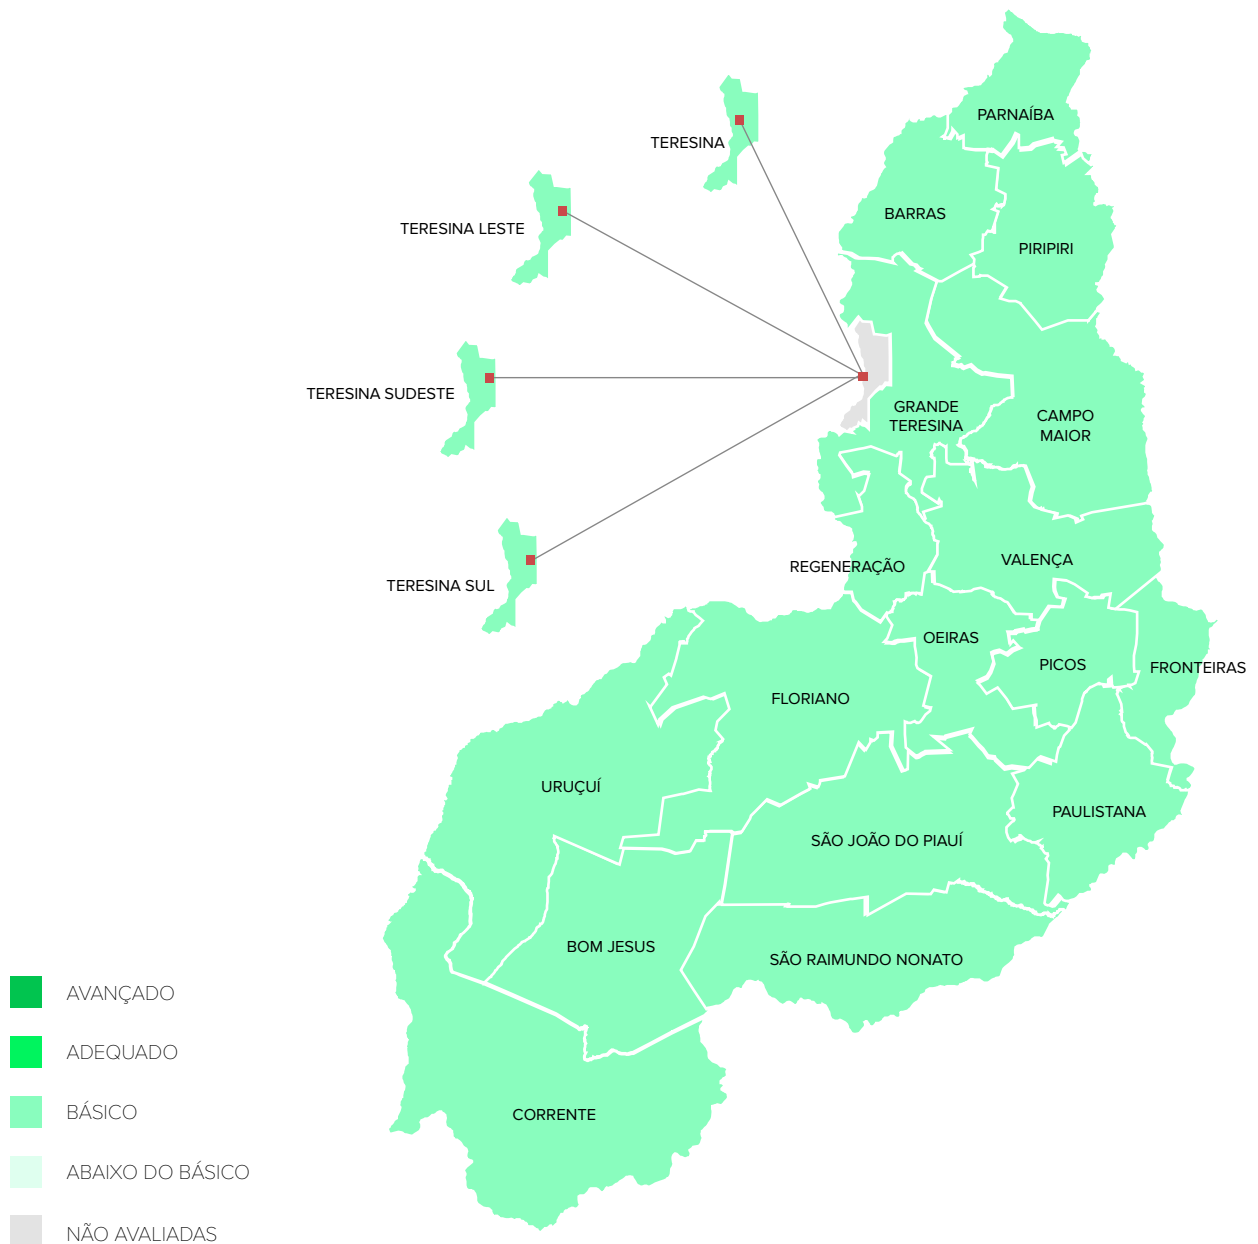 PARNAÍBA
TERESINA
BARRAS
TERESINA LESTE
PIRIPIRI
TERESINA SUDESTE
GRANDE
TERESINA
CAMPO
MAIOR
VALENÇA
REGENERAÇÃO
TERESINA SUL
OEIRAS
PICOS
FRONTEIRAS
FLORIANO
URUÇUÍ
PAULISTANA
SÃO JOÃO DO PIAUÍ
BOM JESUS
SÃO RAIMUNDO NONATO
CORRENTE
AVANÇADO
ADEQUADO
BÁSICO
ABAIXO DO BÁSICO
NÃO AVALIADAS